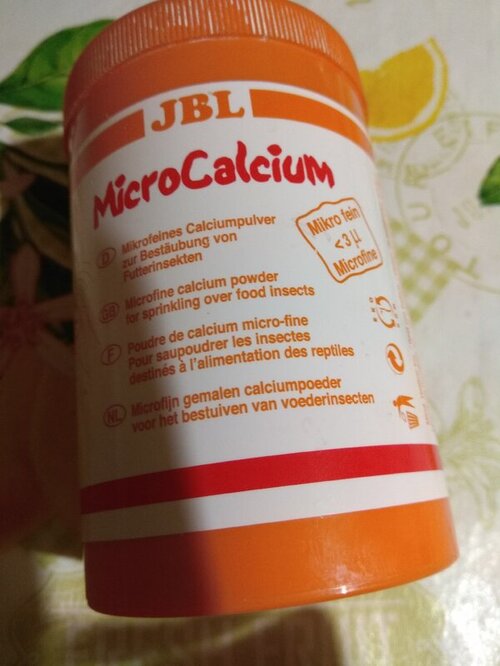 JBL
MicroCalcium
Mikro fein
<3 µ
Microfine
D
Mikrofeines Calciumpulver
zur Bestäubung von
Futterinsekten
GB
Microfine calcium powder
for sprinkling over food insects
F
Poudre de calcium micro-fine
Pour saupoudrer les insectes
destinés à l'alimentation des reptiles
NL
Microfijn gemalen calciumpoeder
voor het bestuiven van voederinsecten